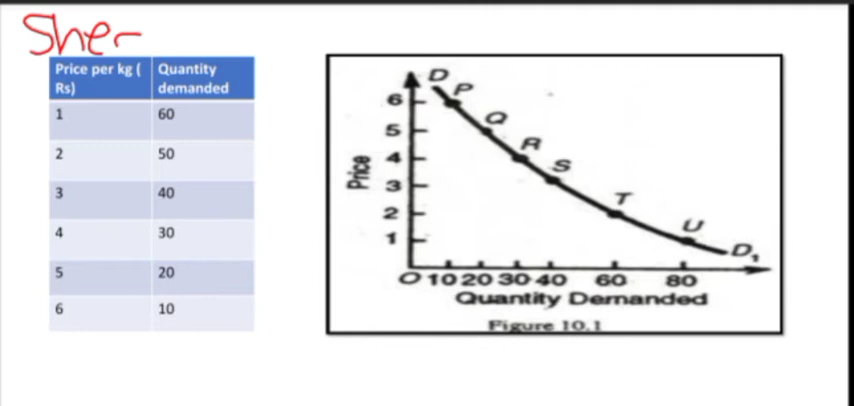 Sher
Price per kg ( Rs) Quantity demanded
1 60
2 50
3 40
4 30
5 20
6 10
D
P
6
Q
5
R
4
S
3
T
2
U
1
D₁
Price
O 10 20 30 40 60 80
Quantity Demanded
Figure 10.1